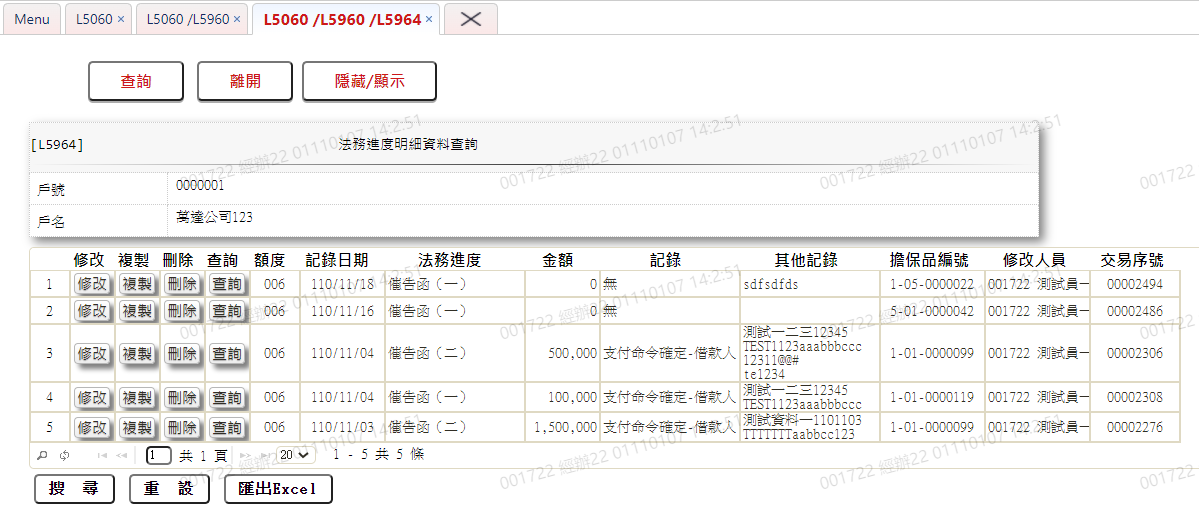 Menu L5060 × L5060 /L5960 × L5060 /L5960 /L5964 ×
查詢 離開 隱藏/顯示
[L5964] 法務進度明細資料查詢
戶號 0000001
戶名 萬達公司123
修改 複製 刪除 查詢 額度 記錄日期 法務進度 金額 記錄 其他記錄 擔保品編號 修改人員 交易序號
1 修改 複製 刪除 查詢 006 110/11/18 催告函（一） 0 無 sdfsdfds 1-05-0000022 001722 測試員一 00002494
2 修改 複製 刪除 查詢 006 110/11/16 催告函（一） 0 無 5-01-0000042 001722 測試員一 00002486
3 修改 複製 刪除 查詢 006 110/11/04 催告函（二） 500,000 支付命令確定-借款人 測試一二三12345
TEST1123aaabbbccc
12311@@#
te1234 1-01-0000099 001722 測試員一 00002306
4 修改 複製 刪除 查詢 006 110/11/04 催告函（一） 100,000 支付命令確定-借款人 測試一二三12345
TEST1123aaabbbccc 1-01-0000119 001722 測試員一 00002308
5 修改 複製 刪除 查詢 006 110/11/03 催告函（二） 1,500,000 支付命令確定-借款人 測試資料一1101103
TTTTTTTaabbcc123 1-01-0000099 001722 測試員一 00002276
1 共 1 頁 20 1 - 5 共 5 條
搜 尋 重 設 匯出Excel
001722 經辦22 01110107 14:2:51